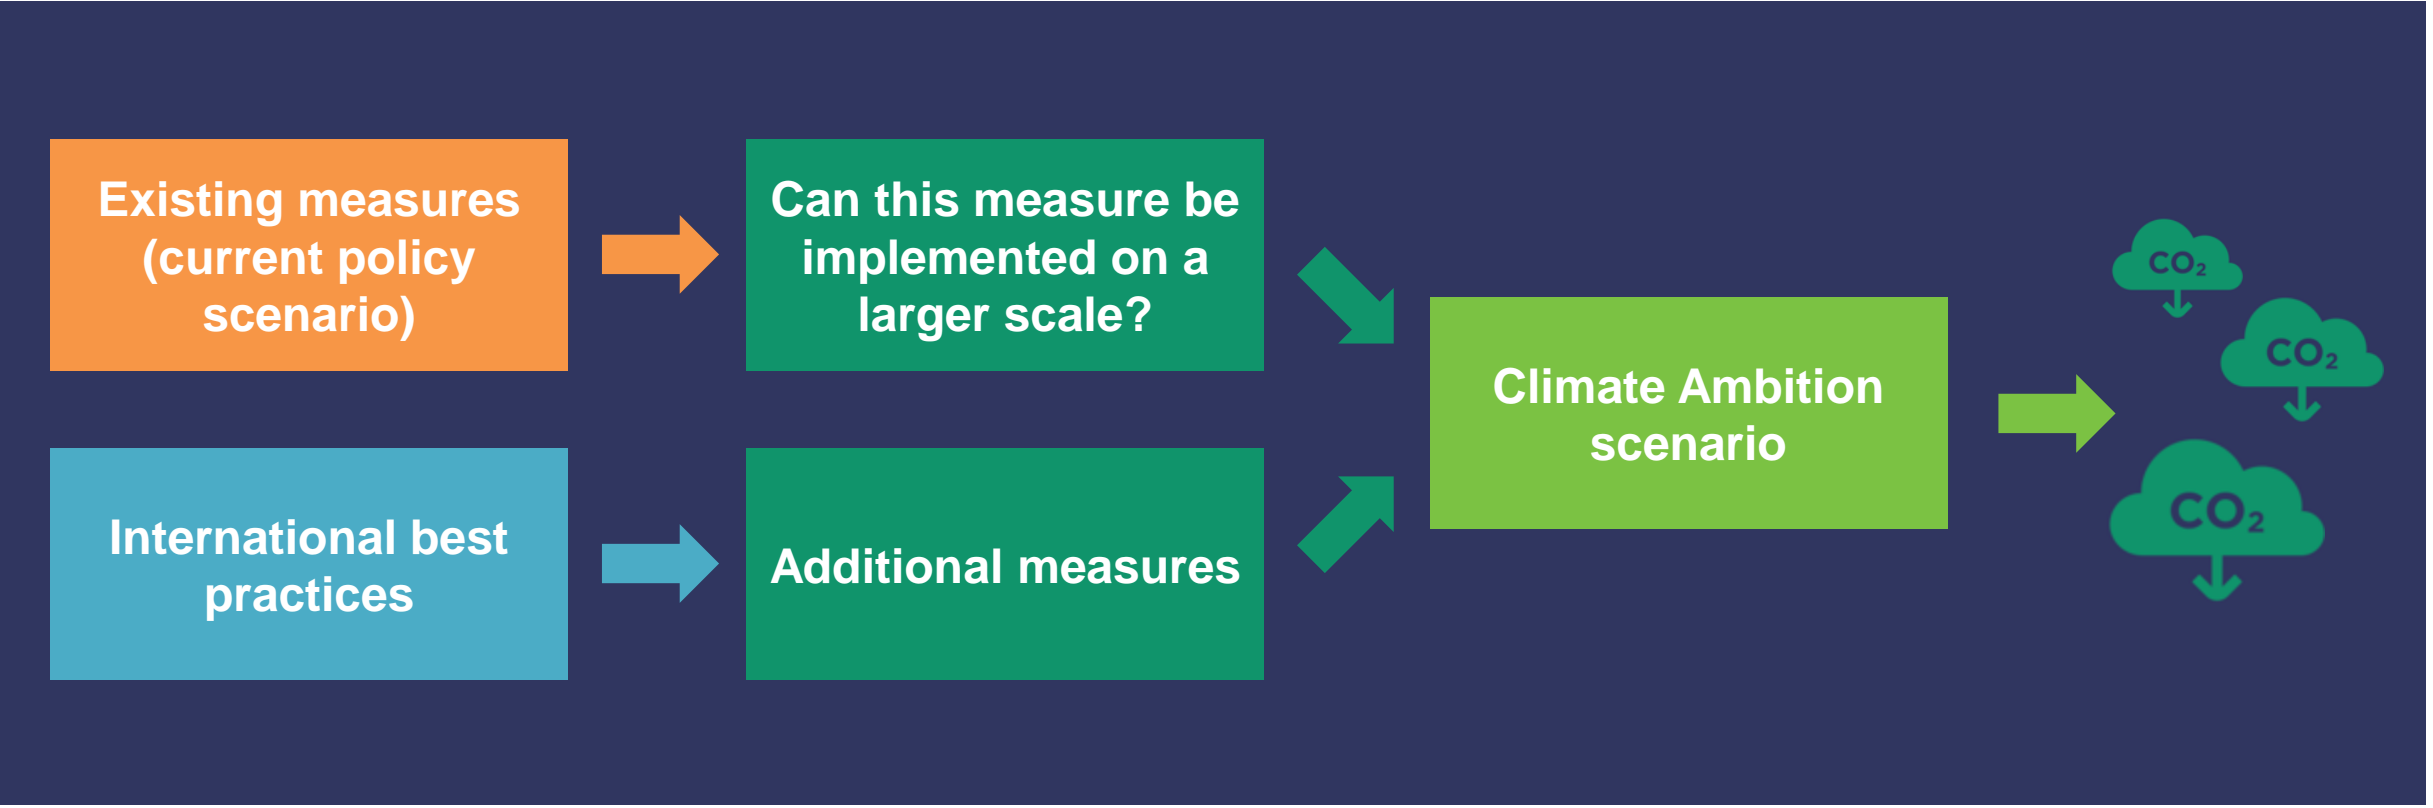 Existing measures
(current policy
scenario)
Can this measure be
implemented on a
larger scale?
International best
practices
Additional measures
Climate Ambition
scenario
CO₂
CO₂
CO₂